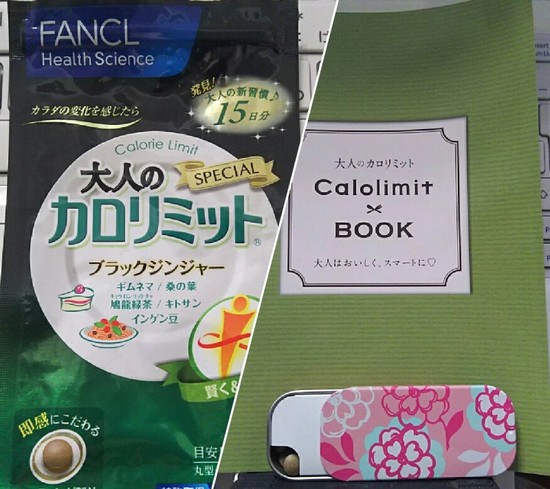 FANCL
Health Science
カラダの変化を感じたら
発見!
大人の新習慣♪
15日分
Calorie Limit
大人の
SPECIAL
カロリミット®
ブラックジンジャー
ギムネマ / 桑の葉
鳩龍緑茶 / キトサン
インゲン豆
賢く&
即感にこだわる
目安
丸型
大人のカロリミット
Calolimit
BOOK
大人はおいしく、スマートに♡